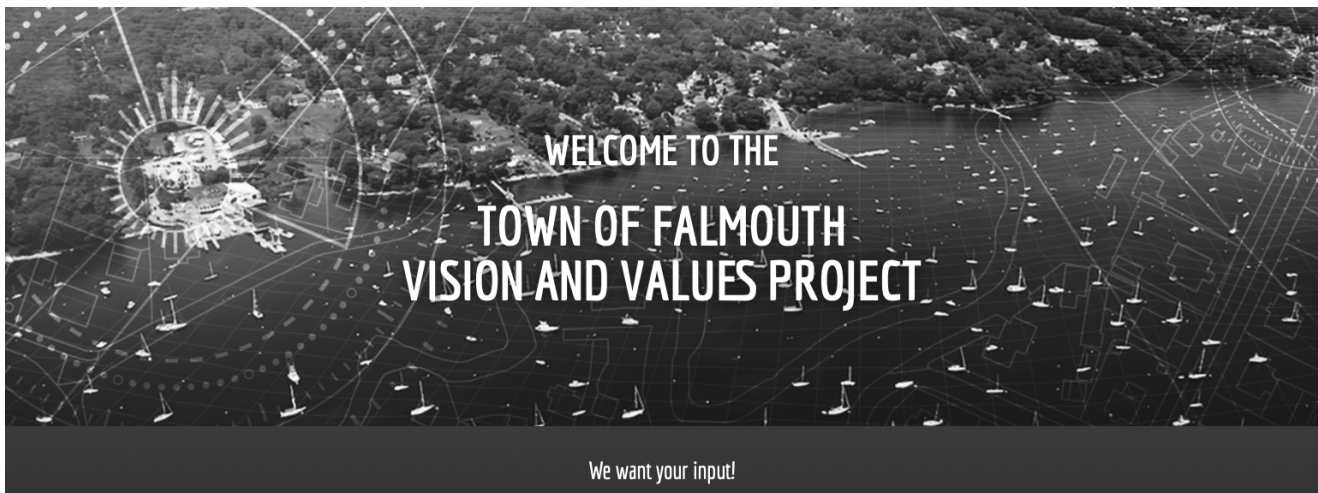 WELCOME TO THE
TOWN OF FALMOUTH
VISION AND VALUES PROJECT
We want your input!